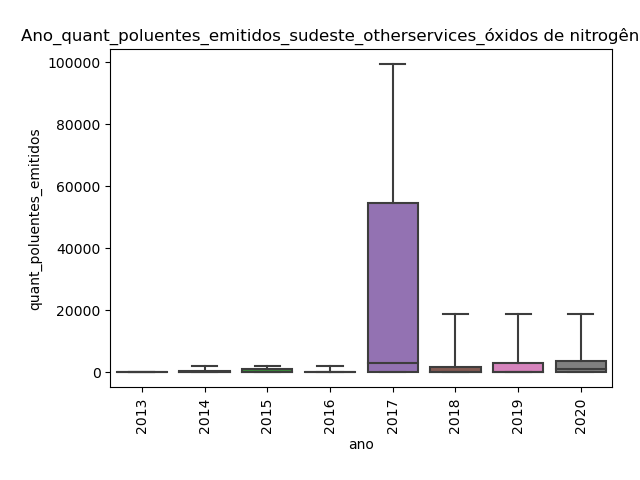 Ano_quant_poluentes_emitidos_sudeste_otherservices_óxidos de nitrogên
100000
80000
60000
40000
20000
0
quant_poluentes_emitidos
2013 2014 2015 2016 2017 2018 2019 2020
ano